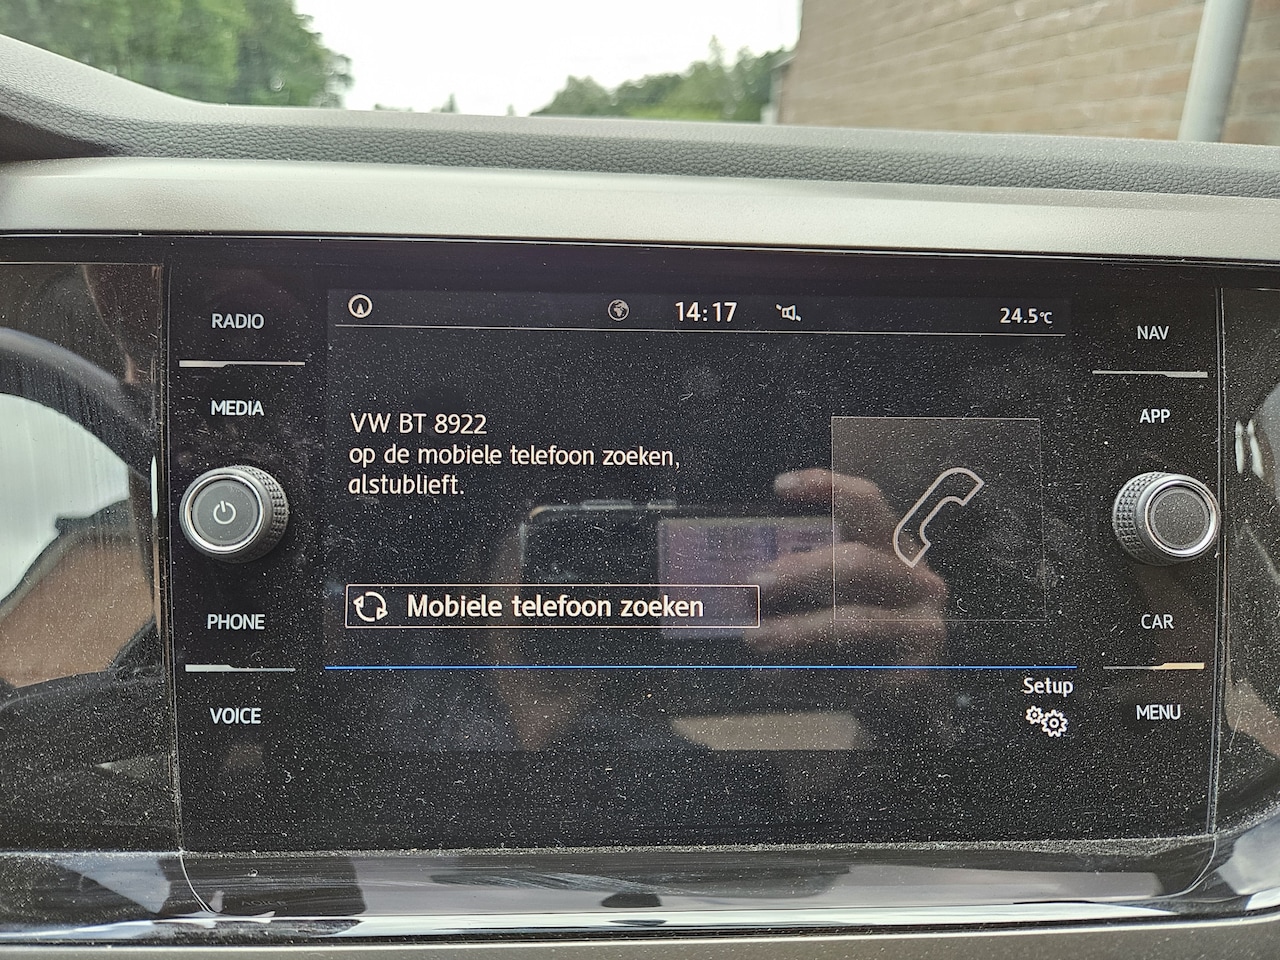 14:17
24.5°C
RADIO
MEDIA
PHONE
VOICE
VW BT 8922
op de mobiele telefoon zoeken,
alstublieft.
Mobiele telefoon zoeken
Setup
NAV
APP
CAR
MENU